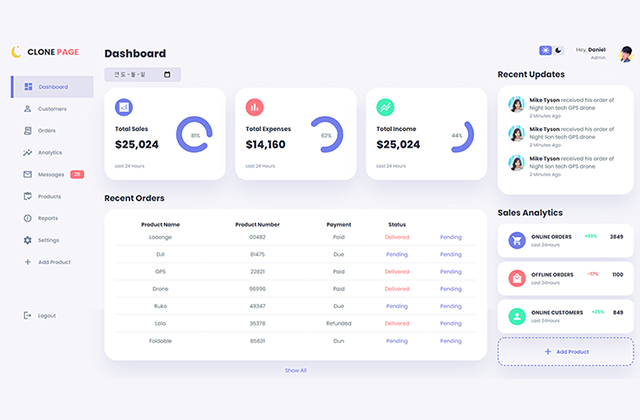 CLONE PAGE
Dashboard
Customers
Orders
Analytics
Messages
Products
Reports
Settings
Add Product
Logout
Dashboard
연도-월-일
Total Sales
$25,024
81%
Last 24 Hours
Total Expenses
$14,160
62%
Last 24 Hours
Total Income
$25,024
44%
Last 24 Hours
Recent Orders
Product Name Product Number Payment Status
00482 Paid Delivered Pending
DJI 81475 Due Pending Pending
GPS 22821 Paid Delivered Pending
Drone 96996 Paid Delivered Pending
Ruko 49347 Due Pending Pending
Lala 36378 Refunded Delivered Pending
Foldable 85631 Dun Pending Pending
Show All
Hey, Daniel
Admin
Recent Updates
Mike Tyson received his order of
Night lion tech GPS drone
2 Minutes Ago
Mike Tyson received his order of
Night lion tech GPS drone
2 Minutes Ago
Mike Tyson received his order of
Night lion tech GPS drone
2 Minutes Ago
Sales Analytics
ONLINE ORDERS +39% 3849
Last 24Hours
OFFLINE ORDERS -17% 1100
Last 24Hours
ONLINE CUSTOMERS +25% 849
Last 24Hours
Add Product